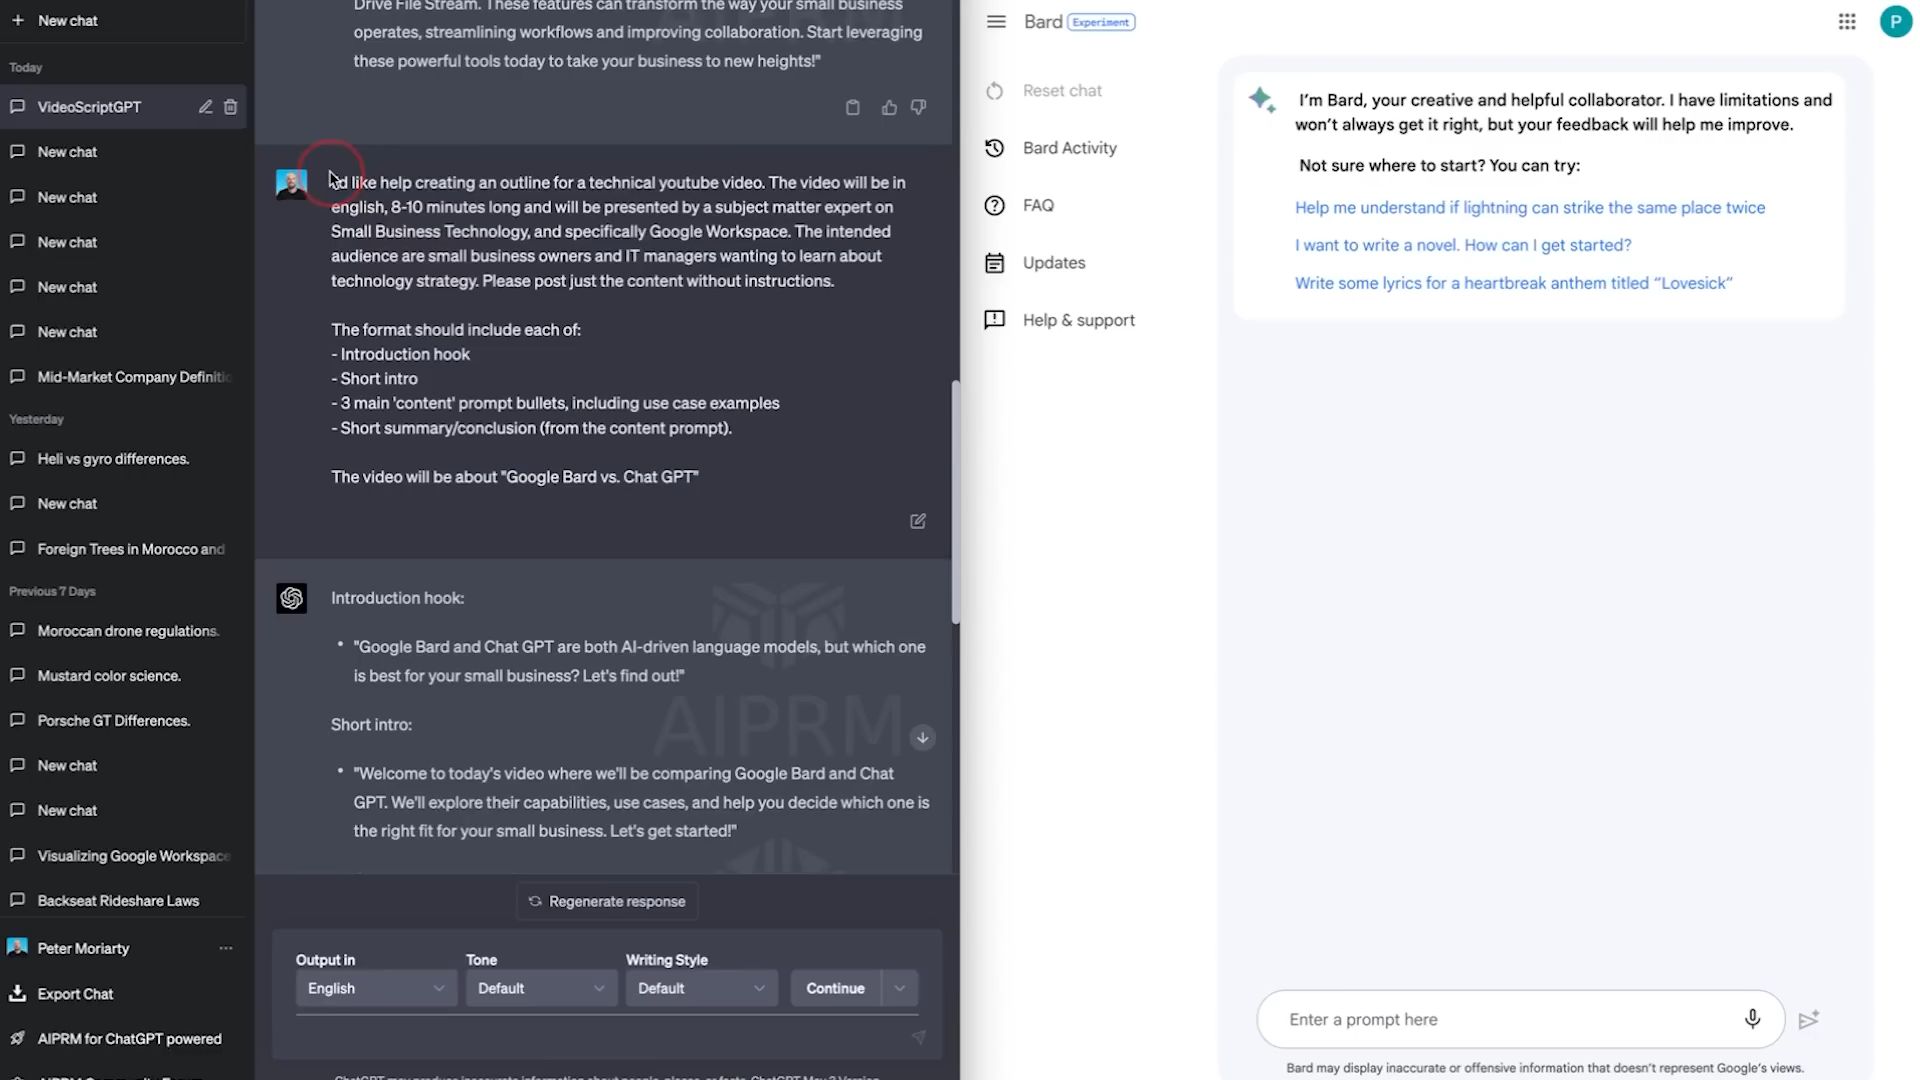 New chat
Today
VideoScriptGPT
New chat
New chat
New chat
New chat
New chat
Mid-Market Company Definitic
Yesterday
Heli vs gyro differences.
New chat
Foreign Trees in Morocco and
Previous 7 Days
Moroccan drone regulations.
Mustard color science.
Porsche GT Differences.
New chat
New chat
Visualizing Google Workspace
Backseat Rideshare Laws
Peter Moriarty
Export Chat
AIPRM for ChatGPT powered
Drive File Stream. These features can transform the way your small business
operates, streamlining workflows and improving collaboration. Start leveraging
these powerful tools today to take your business to new heights!"
like help creating an outline for a technical youtube video. The video will be in
english, 8-10 minutes long and will be presented by a subject matter expert on
Small Business Technology, and specifically Google Workspace. The intended
audience are small business owners and IT managers wanting to learn about
technology strategy. Please post just the content without instructions.
The format should include each of:
- Introduction hook
- Short intro
- 3 main 'content' prompt bullets, including use case examples
- Short summary/conclusion (from the content prompt).
The video will be about "Google Bard vs. Chat GPT"
Introduction hook:
• "Google Bard and Chat GPT are both AI-driven language models, but which one
is best for your small business? Let's find out!"
AIPRM
Short intro:
• "Welcome to today's video where we'll be comparing Google Bard and Chat
GPT. We'll explore their capabilities, use cases, and help you decide which one is
the right fit for your small business. Let's get started!"
Regenerate response
Output in
Tone
Writing Style
English
Default
Default
Continue
Bard Experiment
P
Reset chat
Bard Activity
FAQ
Updates
Help & support
I'm Bard, your creative and helpful collaborator. I have limitations and
won't always get it right, but your feedback will help me improve.
Not sure where to start? You can try:
Help me understand if lightning can strike the same place twice
I want to write a novel. How can I get started?
Write some lyrics for a heartbreak anthem titled “Lovesick”
Enter a prompt here
Bard may display inaccurate or offensive information that doesn't represent Google's views.